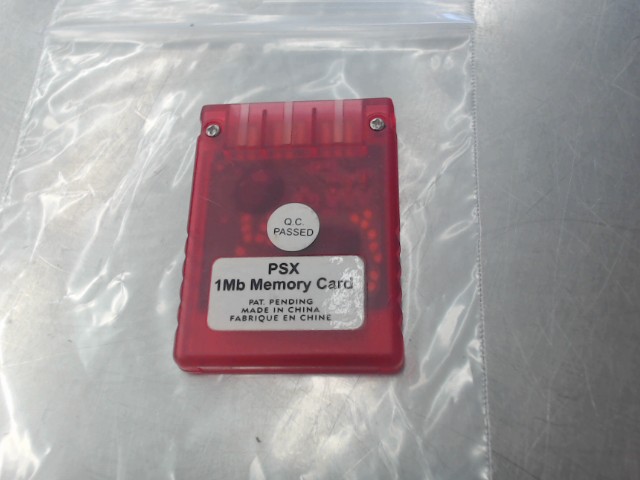 Q.C.
PASSED
PSX
1Mb Memory Card
PAT. PENDING
MADE IN CHINA
FABRIQUE EN CHINE